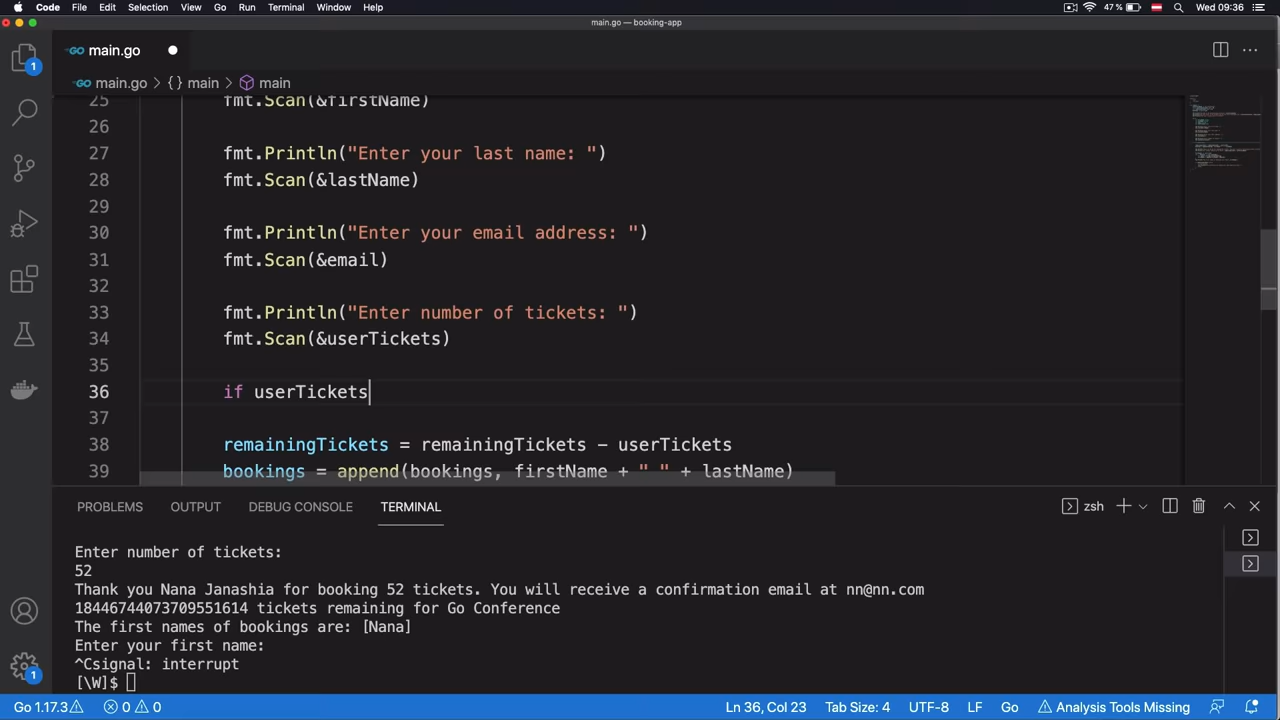 Code File Edit Selection View Go Run Terminal Window Help 47 % Wed 09:36
main.go — booking-app
1 GO main.go
GO main.go > { } main > main
25 fmt.Scan(&firstName)
26
27 fmt.Println("Enter your last name: ")
28 fmt.Scan(&lastName)
29
30 fmt.Println("Enter your email address: ")
31 fmt.Scan(&email)
32
33 fmt.Println("Enter number of tickets: ")
34 fmt.Scan(&userTickets)
35
36 if userTickets
37
38 remainingTickets = remainingTickets - userTickets
39 bookings = append(bookings, firstName + " " + lastName)
PROBLEMS OUTPUT DEBUG CONSOLE TERMINAL zsh
Enter number of tickets:
52
Thank you Nana Janashia for booking 52 tickets. You will receive a confirmation email at nn@nn.com
18446744073709551614 tickets remaining for Go Conference
The first names of bookings are: [Nana]
Enter your first name:
^Csignal: interrupt
[\W]$
1
Go 1.17.3 0 0 Ln 36, Col 23 Tab Size: 4 UTF-8 LF Go Analysis Tools Missing